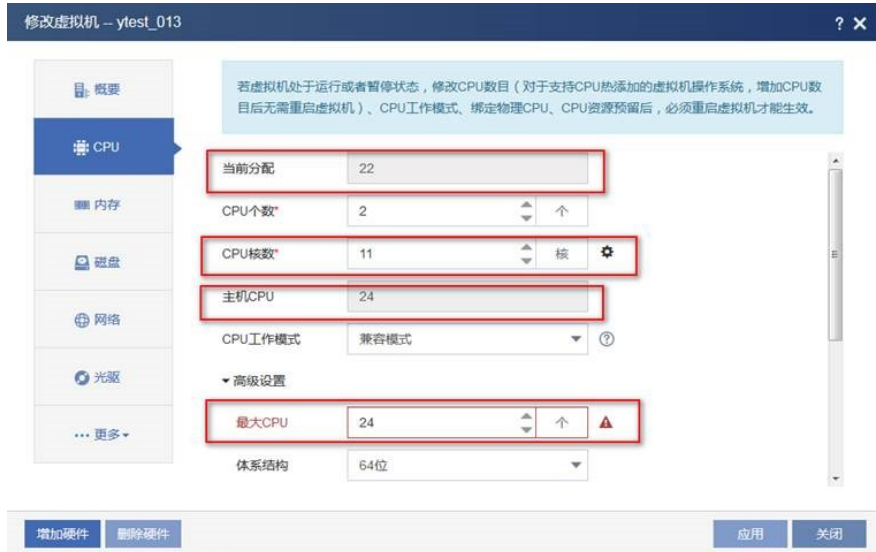 修改虚拟机 -- ytest_013
? ×
概要
若虚拟机处于运行或者暂停状态，修改CPU数目（对于支持CPU热添加的虚拟机操作系统，增加CPU数
目后无需重启虚拟机）、CPU工作模式、绑定物理CPU、CPU资源预留后，必须重启虚拟机才能生效。
CPU
当前分配 22
内存
CPU个数* 2 个
磁盘
CPU核数* 11 核
主机CPU 24
网络
CPU工作模式 兼容模式 ?
光驱
高级设置
最大CPU 24 个
... 更多
体系结构 64位
增加硬件 删除硬件 应用 关闭